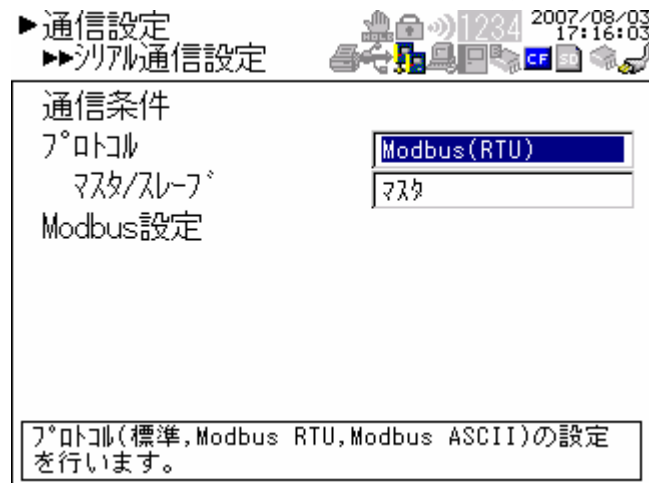 ▶通信設定
▶▶シリアル通信設定
HOLD
1234
2007/08/03
17:16:03
CF
SD
通信条件
プロトコル
Modbus(RTU)
マスタ/スレーブ
マスタ
Modbus設定
プロトコル(標準,Modbus RTU,Modbus ASCII)の設定
を行います。